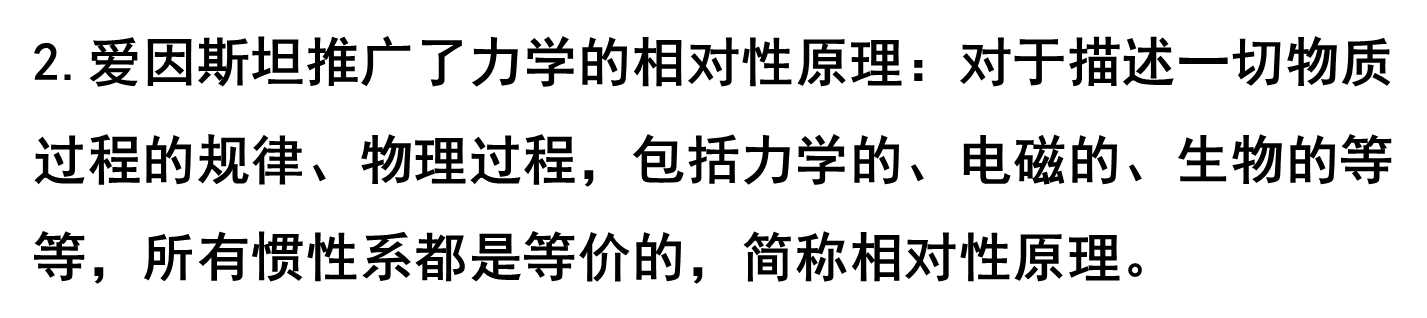 2.爱因斯坦推广了力学的相对性原理：对于描述一切物质
过程的规律、物理过程，包括力学的、电磁的、生物的等
等，所有惯性系都是等价的，简称相对性原理。